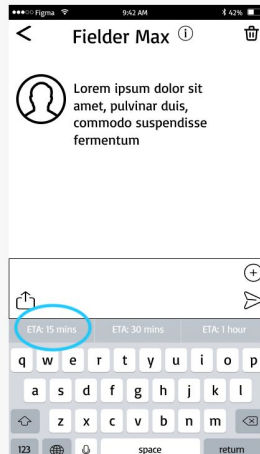 Figma 9:42 AM 42%
Fielder Max i
Lorem ipsum dolor sit
amet, pulvinar duis,
commodo suspendisse
fermentum
ETA: 15 mins ETA: 30 mins ETA: 1 hour
q w e r t y u i o p
a s d f g h j k l
z x c v b n m
123 space return